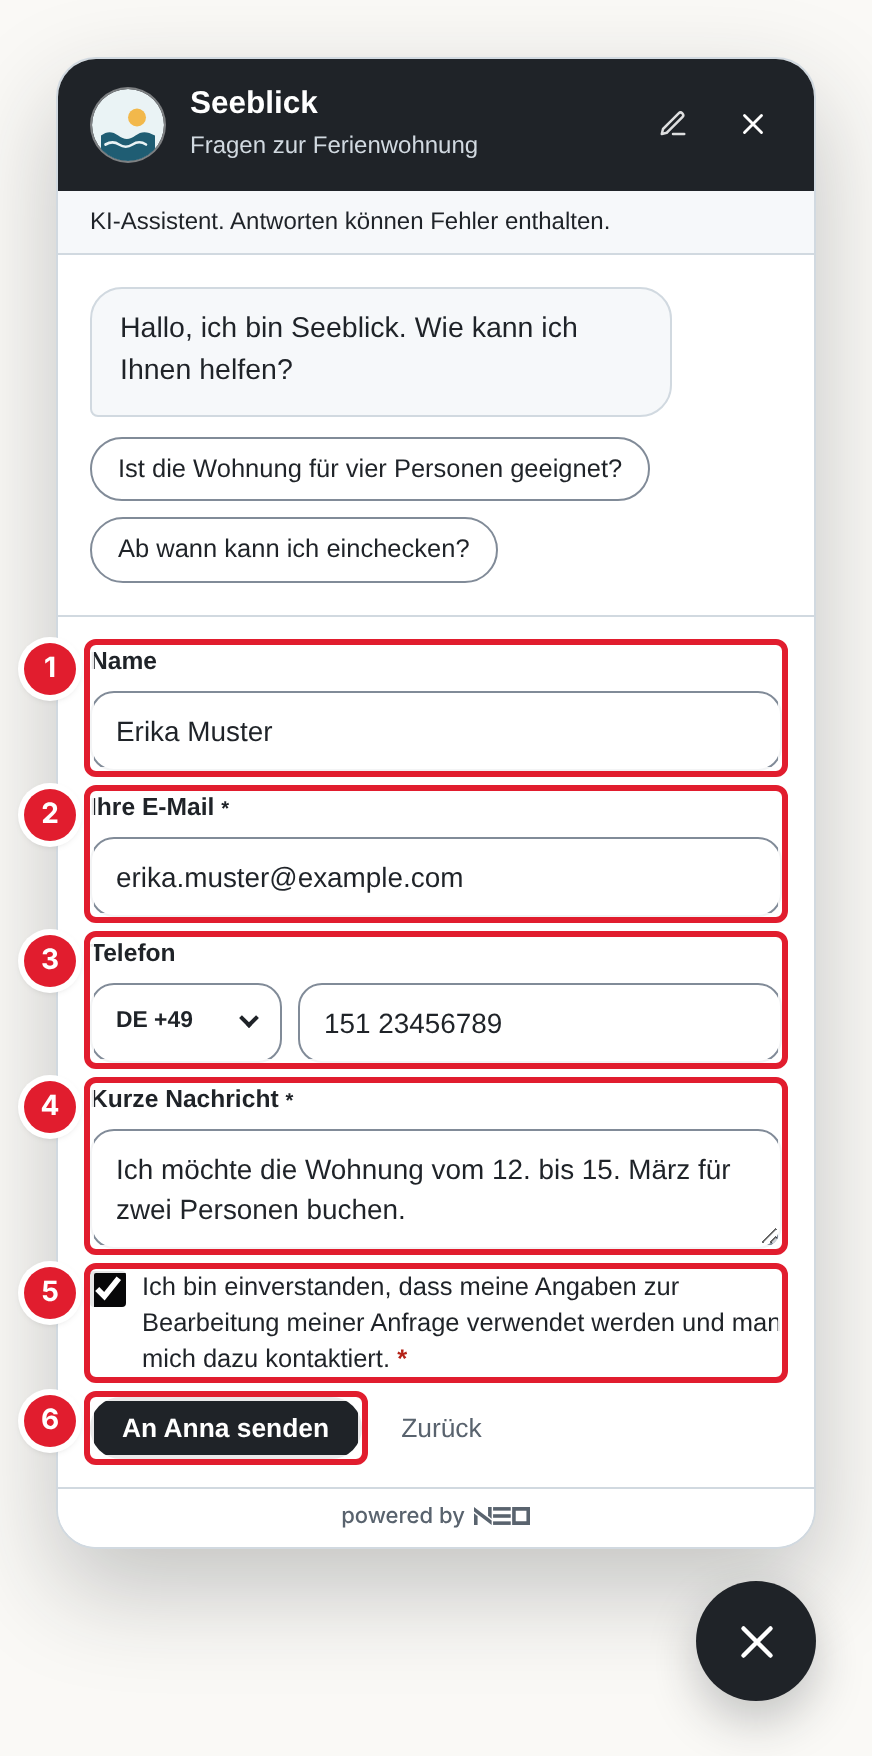 Seeblick
Fragen zur Ferienwohnung
KI-Assistent. Antworten können Fehler enthalten.
Hallo, ich bin Seeblick. Wie kann ich
Ihnen helfen?
Ist die Wohnung für vier Personen geeignet?
Ab wann kann ich einchecken?
1
Name
Erika Muster
2
Ihre E-Mail *
erika.muster@example.com
3
Telefon
DE +49
151 23456789
4
Kurze Nachricht *
Ich möchte die Wohnung vom 12. bis 15. März für
zwei Personen buchen.
5
Ich bin einverstanden, dass meine Angaben zur
Bearbeitung meiner Anfrage verwendet werden und man
mich dazu kontaktiert. *
6
An Anna senden
Zurück
powered by NEO